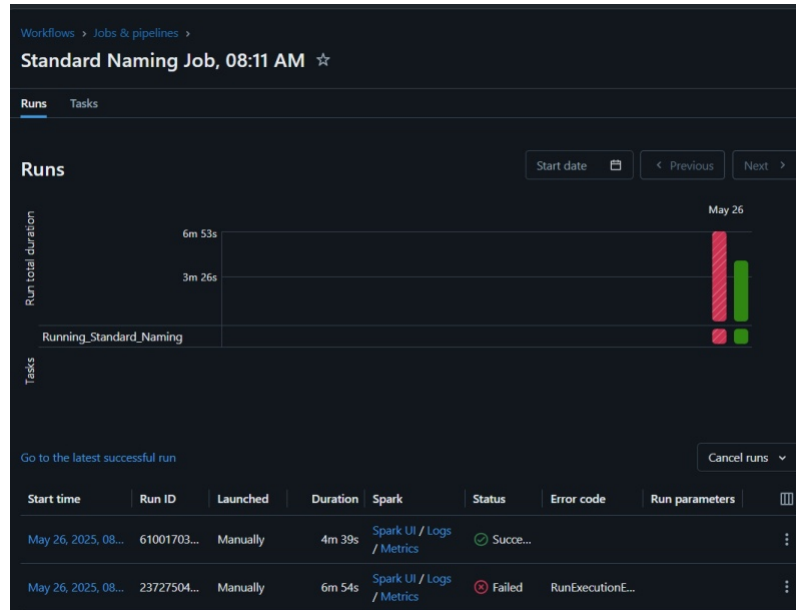 Workflows > Jobs & pipelines >
Standard Naming Job, 08:11 AM ☆
Runs Tasks
Runs
Start date
< Previous
Next >
May 26
Run total duration
6m 53s
3m 26s
Running_Standard_Naming
Tasks
Go to the latest successful run
Cancel runs
Start time Run ID Launched Duration Spark Status Error code Run parameters
May 26, 2025, 08... 61001703... Manually 4m 39s Spark UI / Logs / Metrics Succe...
May 26, 2025, 08... 23727504... Manually 6m 54s Spark UI / Logs / Metrics Failed RunExecutionE...